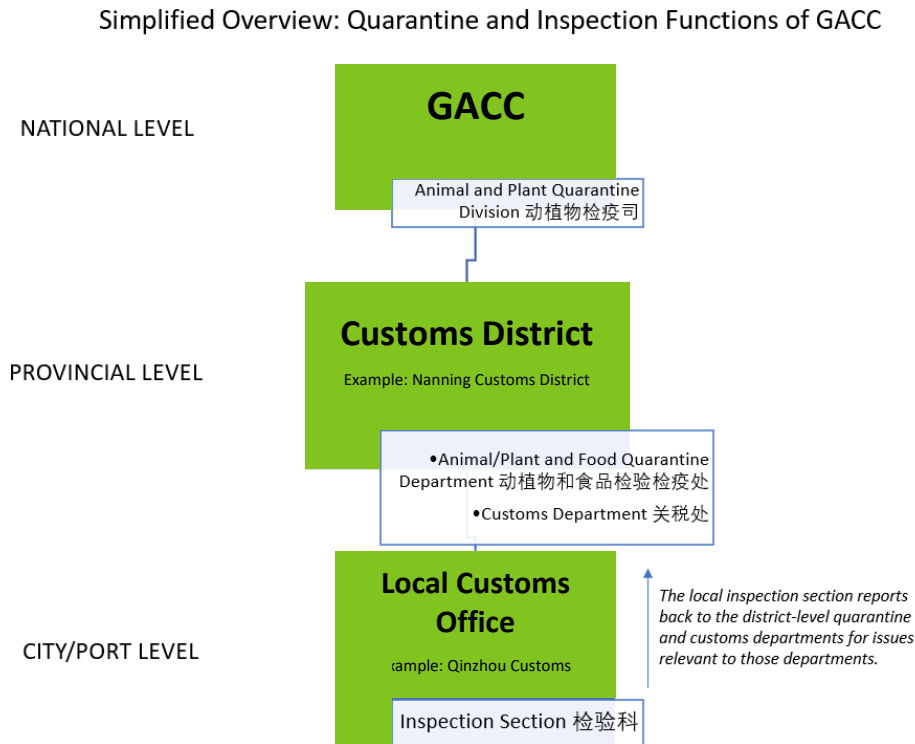 Simplified Overview: Quarantine and Inspection Functions of GACC
NATIONAL LEVEL
GACC
Animal and Plant Quarantine
Division 动植物检疫司
PROVINCIAL LEVEL
Customs District
Example: Nanning Customs District
•Animal/Plant and Food Quarantine
Department 动植物和食品检验检疫处
•Customs Department 关税处
CITY/PORT LEVEL
Local Customs
Office
xample: Qinzhou Customs
Inspection Section 检验科
The local inspection section reports
back to the district-level quarantine
and customs departments for issues
relevant to those departments.